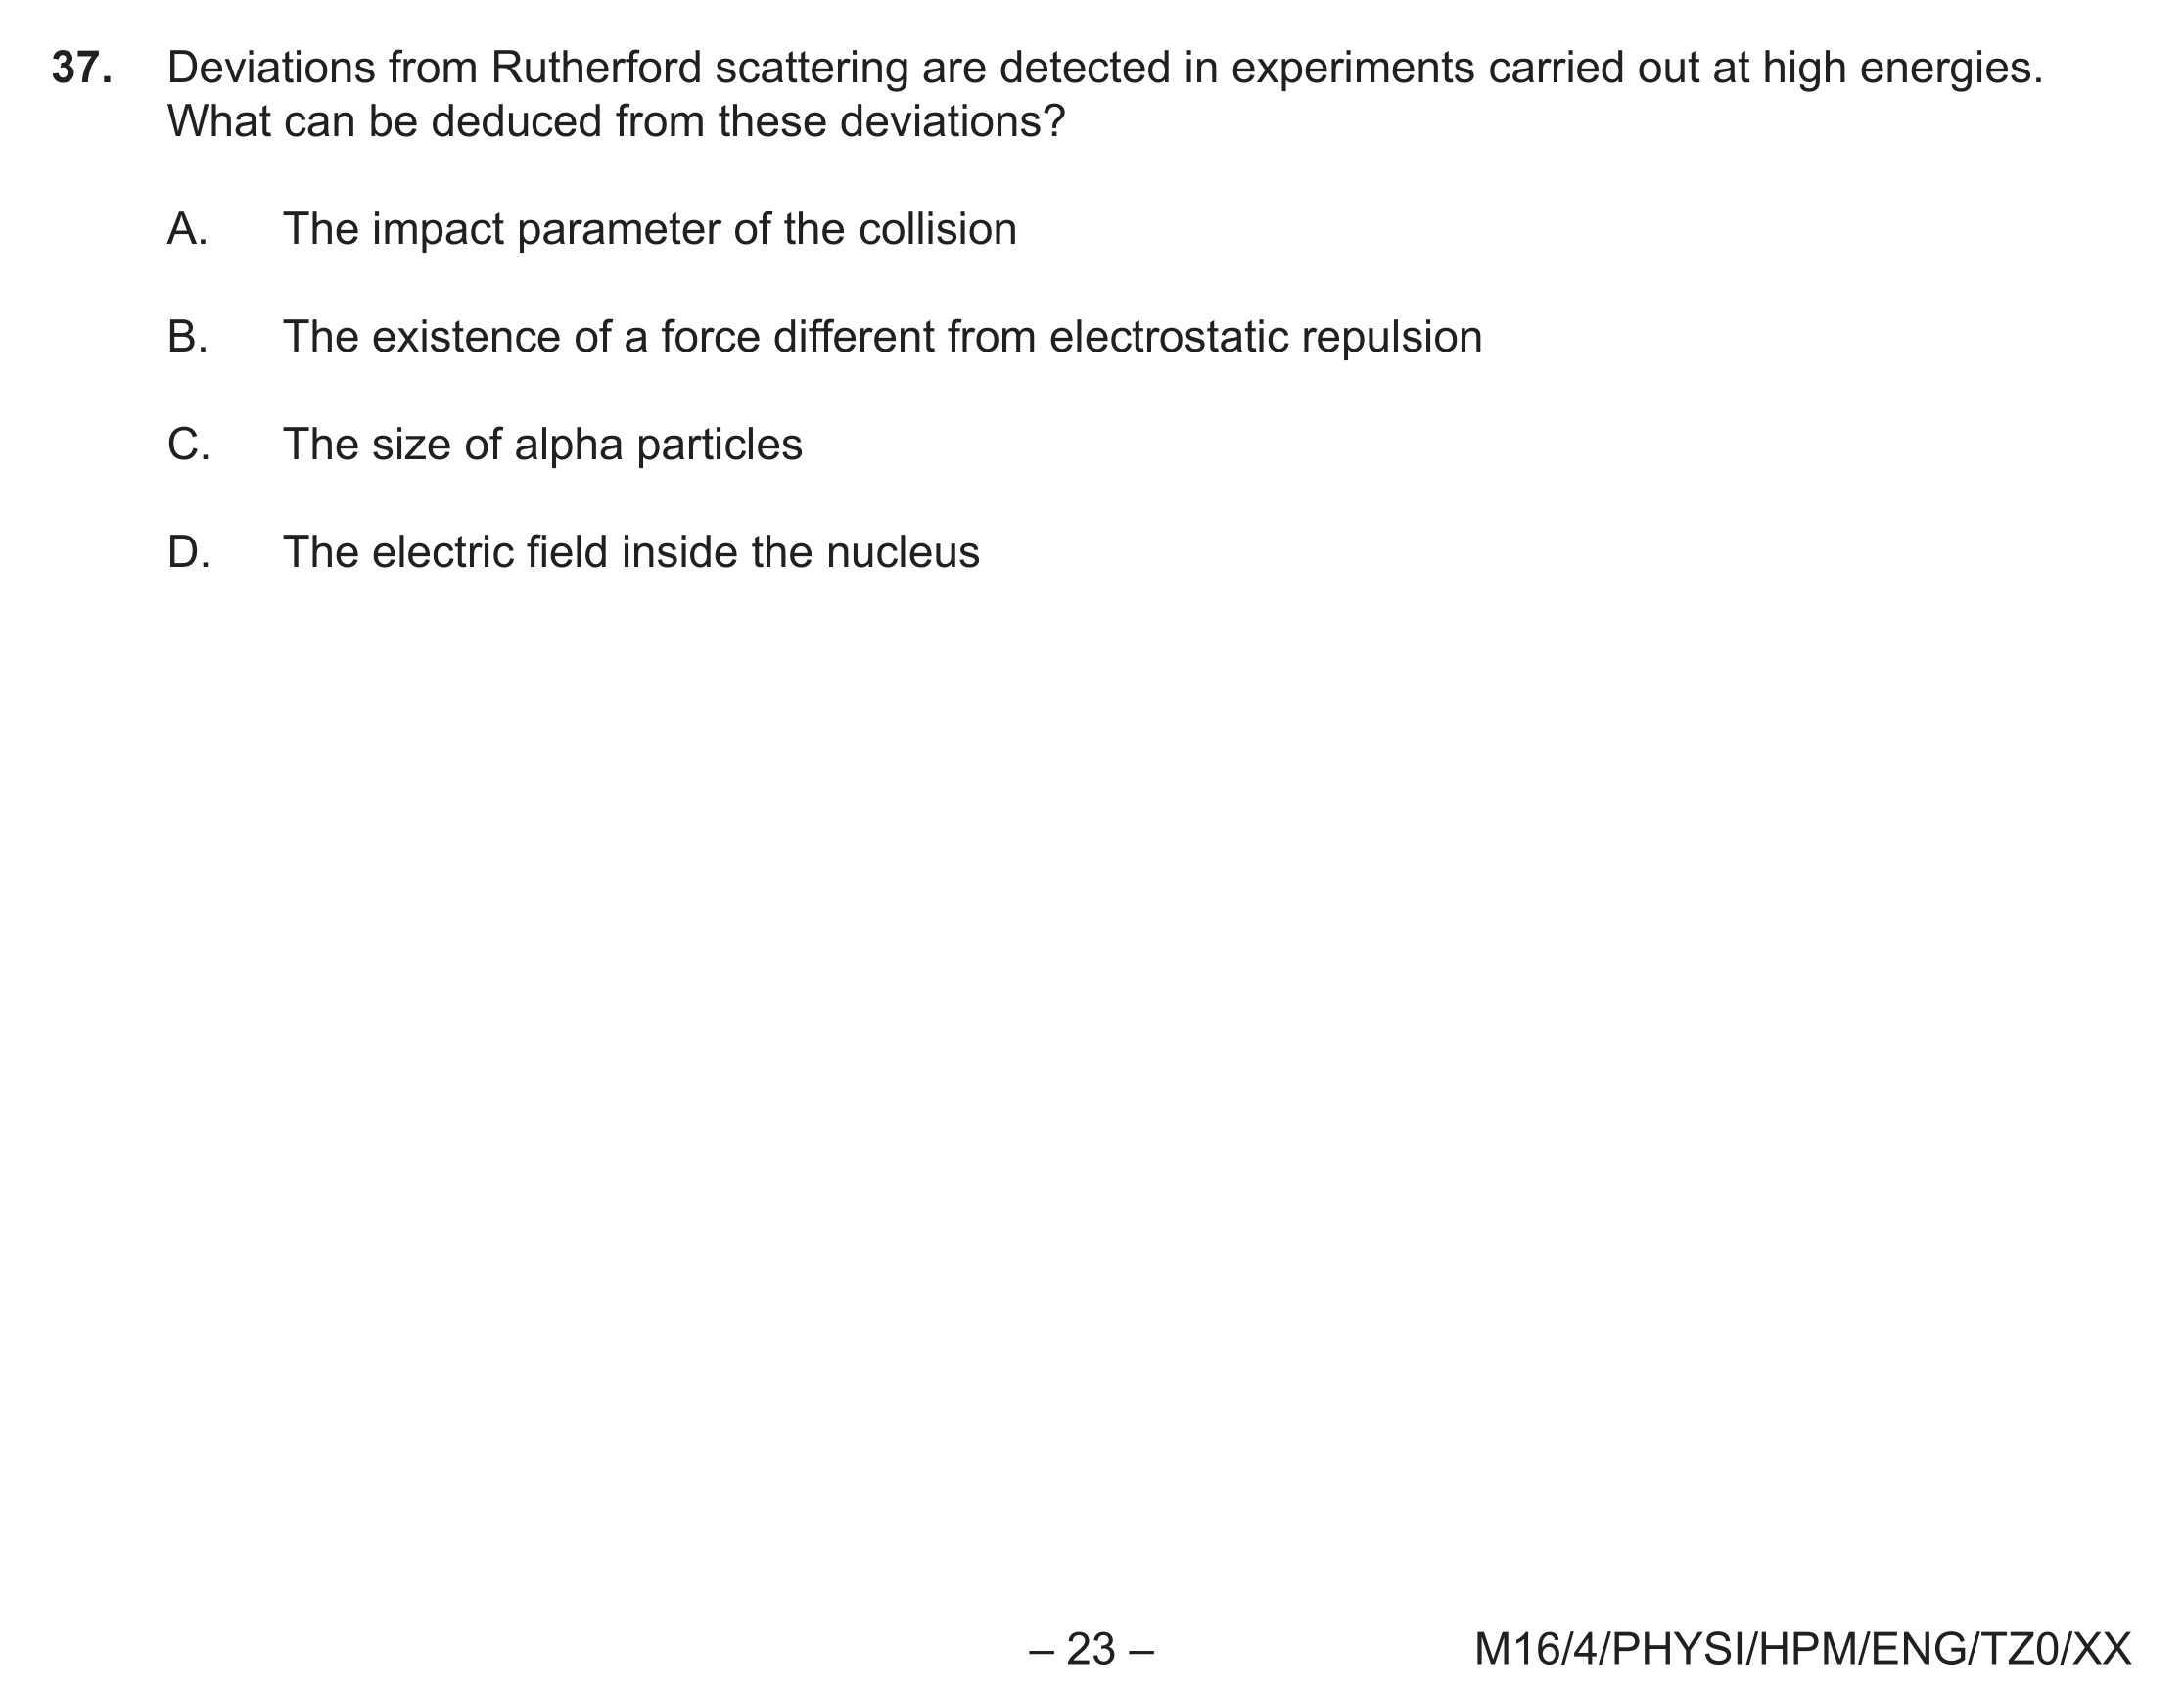 37. Deviations from Rutherford scattering are detected in experiments carried out at high energies.
What can be deduced from these deviations?
A. The impact parameter of the collision
B. The existence of a force different from electrostatic repulsion
C. The size of alpha particles
D. The electric field inside the nucleus
– 23 – M16/4/PHYSI/HPM/ENG/TZ0/XX